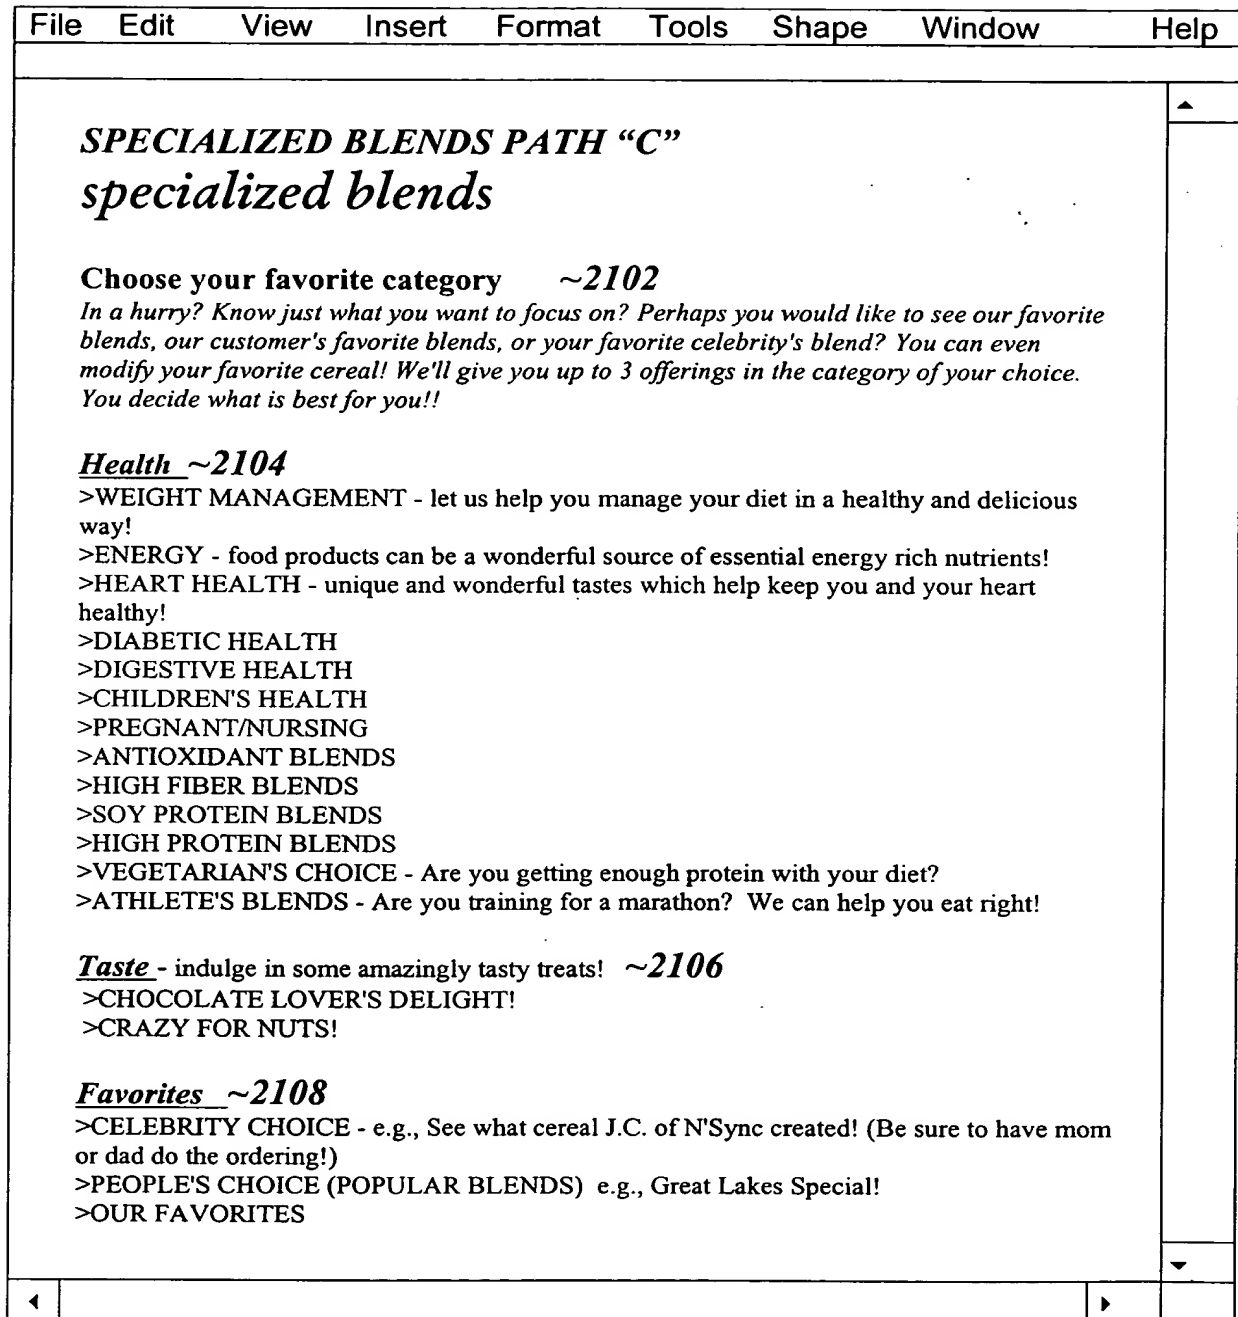 File Edit View Insert Format Tools Shape Window Help
SPECIALIZED BLENDS PATH “C”
specialized blends
Choose your favorite category ~2102
In a hurry? Know just what you want to focus on? Perhaps you would like to see our favorite
blends, our customer's favorite blends, or your favorite celebrity's blend? You can even
modify your favorite cereal! We'll give you up to 3 offerings in the category of your choice.
You decide what is best for you!!
Health ~2104
>WEIGHT MANAGEMENT - let us help you manage your diet in a healthy and delicious
way!
>ENERGY - food products can be a wonderful source of essential energy rich nutrients!
>HEART HEALTH - unique and wonderful tastes which help keep you and your heart
healthy!
>DIABETIC HEALTH
>DIGESTIVE HEALTH
>CHILDREN'S HEALTH
>PREGNANT/NURSING
>ANTIOXIDANT BLENDS
>HIGH FIBER BLENDS
>SOY PROTEIN BLENDS
>HIGH PROTEIN BLENDS
>VEGETARIAN'S CHOICE - Are you getting enough protein with your diet?
>ATHLETE'S BLENDS - Are you training for a marathon? We can help you eat right!
Taste - indulge in some amazingly tasty treats! ~2106
>CHOCOLATE LOVER'S DELIGHT!
>CRAZY FOR NUTS!
Favorites ~2108
>CELEBRITY CHOICE - e.g., See what cereal J.C. of N'Sync created! (Be sure to have mom
or dad do the ordering!)
>PEOPLE'S CHOICE (POPULAR BLENDS) e.g., Great Lakes Special!
>OUR FAVORITES